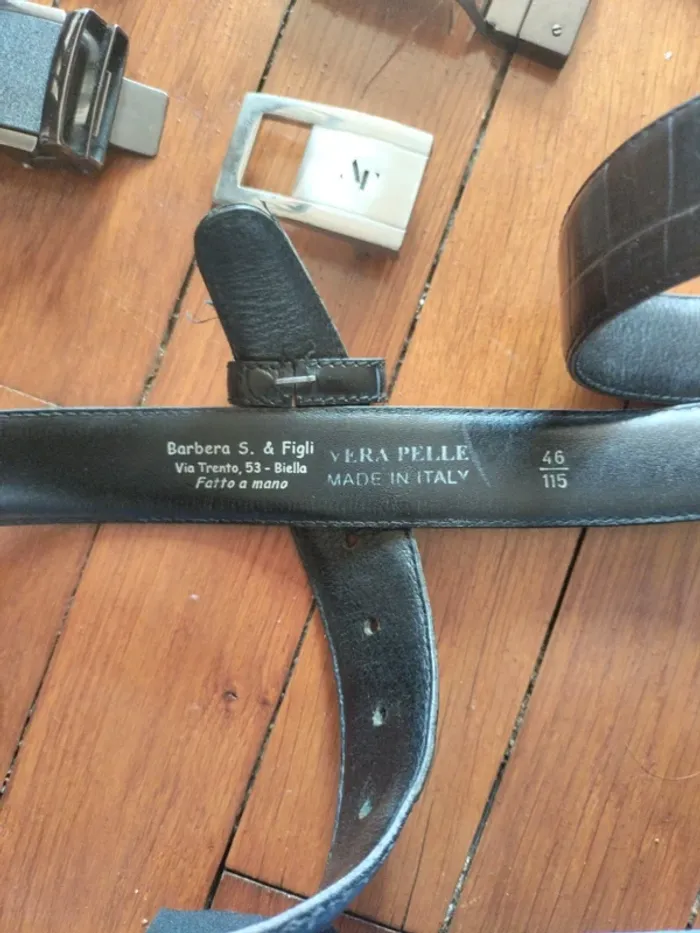 Barbera S. & Figli
Via Trento, 53 - Biella
Fatto a mano
VERA PELLE
MADE IN ITALY
46
115